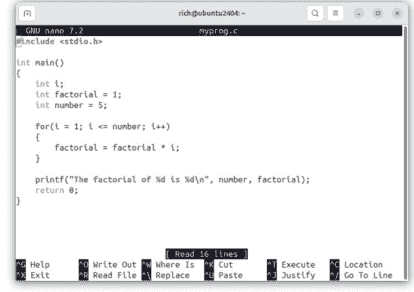 rich@ubuntu2404: ~
GNU nano 7.2 myprog.c
#include <stdio.h>
int main()
{
int i;
int factorial = 1;
int number = 5;
for(i = 1; i <= number; i++)
{
factorial = factorial * i;
}
printf("The factorial of %d is %d\n", number, factorial);
return 0;
}
[ Read 16 lines ]
^G Help ^O Write Out ^W Where Is ^K Cut ^T Execute ^C Location
^X Exit ^R Read File ^\ Replace ^U Paste ^J Justify ^/ Go To Line